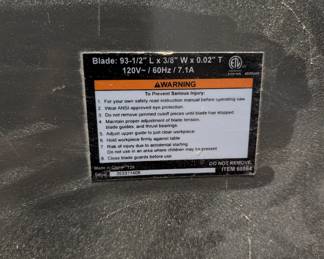 Blade: 93-1/2" L x 3/8" W x 0.02" T
120V~ / 60Hz / 7.1A
⚠WARNING
To Prevent Serious Injury:
1. For your own safety read instruction manual before operating saw.
2. Wear ANSI-approved eye protection.
3. Do not remove jammed cutoff pieces until blade has stopped.
4. Maintain proper adjustment of blade tension,
blade guides, and thrust bearings.
5. Adjust upper guide to just clear workpiece.
6. Hold workpiece firmly against table.
7. Risk of injury due to accidental starting.
Do not use in an area where children may be present.
8. Close blade guards before use.
DO NOT REMOVE.
Made in China
ITEM 60564